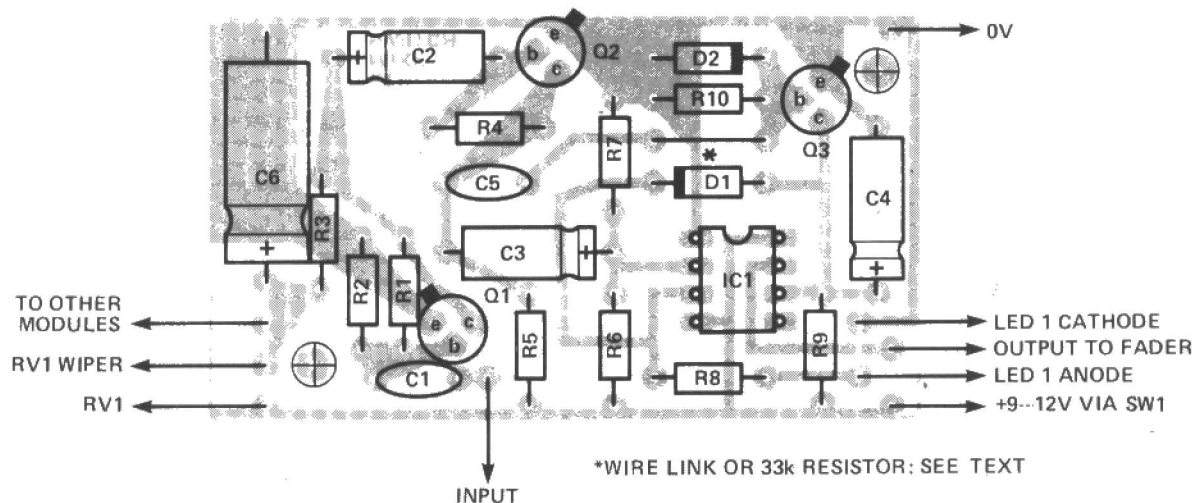 0V
C2
e
b
c
Q2
D2
R10
e
b
c
Q3
R4
R7
*
D1
C5
C6
R3
C4
C3
IC1
R2
R1
Q1
e
c
b
R5
R6
R9
R8
C1
TO OTHER
MODULES
RV1 WIPER
RV1
LED 1 CATHODE
OUTPUT TO FADER
LED 1 ANODE
+9---12V VIA SW1
*WIRE LINK OR 33k RESISTOR: SEE TEXT
INPUT